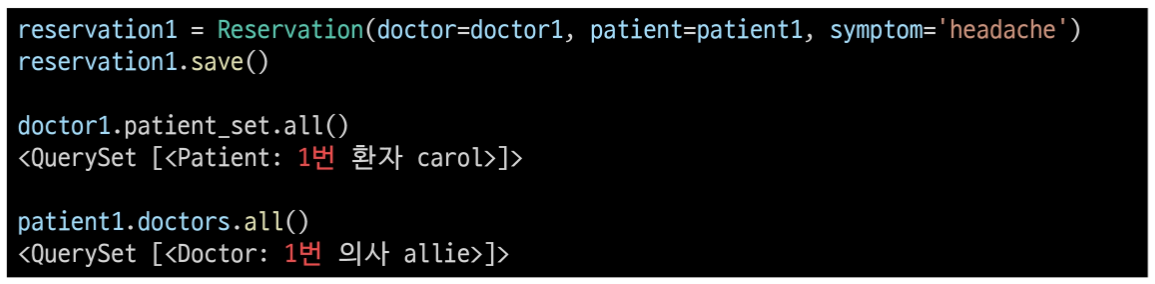 reservation1 = Reservation(doctor=doctor1, patient=patient1, symptom='headache')
reservation1.save()
doctor1.patient_set.all()
<QuerySet [<Patient: 1번 환자 carol>]>
patient1.doctors.all()
<QuerySet [<Doctor: 1번 의사 allie>]>